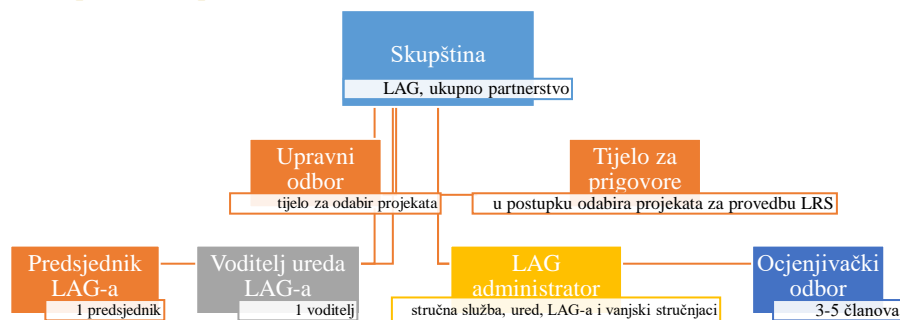 Skupština
LAG, ukupno partnerstvo
Upravni
odbor
tijelo za odabir projekata
Tijelo za
prigovore
u postupku odabira projekata za provedbu LRS
Predsjednik
LAG-a
1 predsjednik
Voditelj ureda
LAG-a
1 voditelj
LAG
administrator
stručna služba, ured, LAG-a i vanjski stručnjaci
Ocjenjivački
odbor
3-5 članova